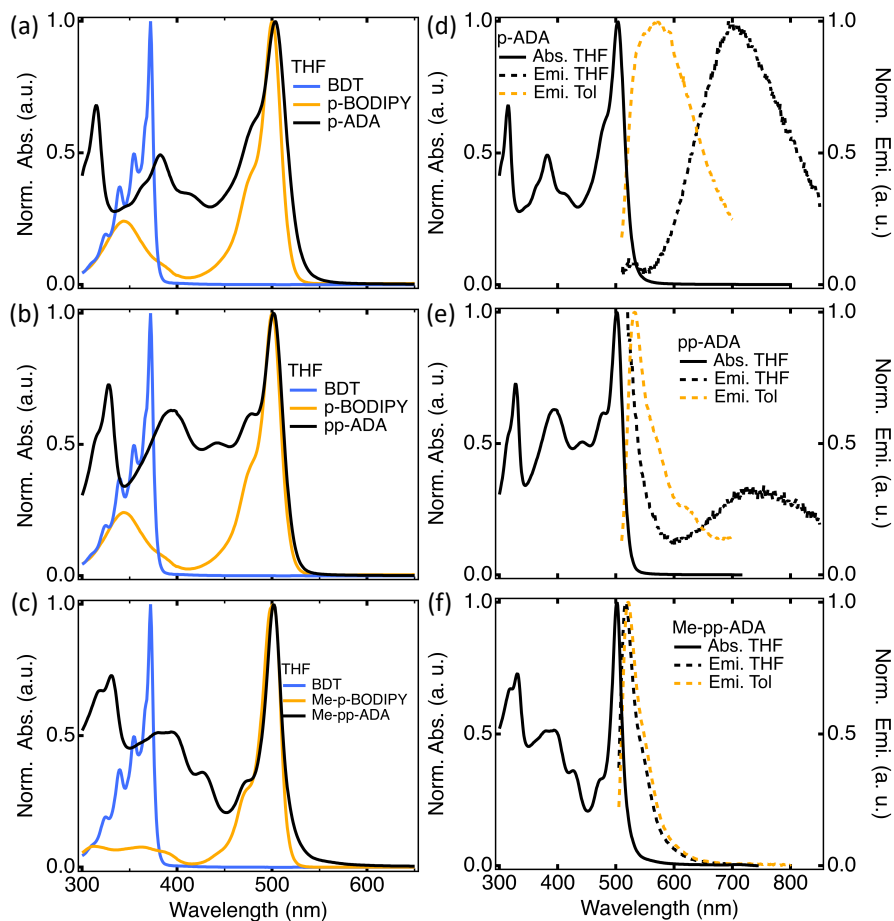 (a)
1.0
0.5
0.0
Norm. Abs. (a.u.)
THF
BDT
p-BODIPY
p-ADA
(d)
1.0
0.5
0.0
Norm. Abs. (a. u.)
p-ADA
Abs. THF
Emi. THF
Emi. Tol
1.0
0.5
0.0
Norm. Emi. (a. u.)
(b)
1.0
0.5
0.0
Norm. Abs. (a.u.)
THF
BDT
p-BODIPY
pp-ADA
(e)
1.0
0.5
0.0
Norm. Abs. (a. u.)
pp-ADA
Abs. THF
Emi. THF
Emi. Tol
1.0
0.5
0.0
Norm. Emi. (a. u.)
(c)
1.0
0.5
0.0
Norm. Abs. (a.u.)
THF
BDT
Me-p-BODIPY
Me-pp-ADA
300 400 500 600
Wavelength (nm)
(f)
1.0
0.5
0.0
Norm. Abs. (a. u.)
Me-pp-ADA
Abs. THF
Emi. THF
Emi. Tol
1.0
0.5
0.0
Norm. Emi. (a. u.)
300 400 500 600 700 800
Wavelength (nm)